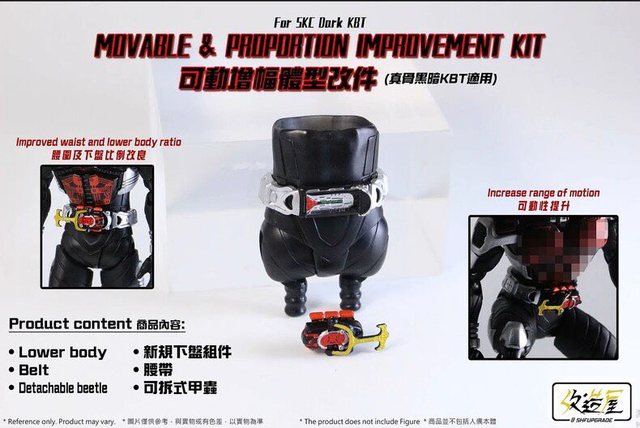 For SKC Dark KBT
MOVABLE & PROPORTION IMPROVEMENT KIT
可動增幅體型改件 (真骨黑暗KBT適用)
Improved waist and lower body ratio
腰圍及下盤比例改良
Increase range of motion
可動性提升
Product content 商品內容:
• Lower body
• Belt
• Detachable beetle
• 新規下盤組件
• 腰帶
• 可拆式甲蟲
改造屋
@ SHFUPGRADE
* Reference only. Product may vary. * 圖片僅供參考，與實物或有色差，以實物為準
* The product does not include Figure * 商品並不包括人偶本體